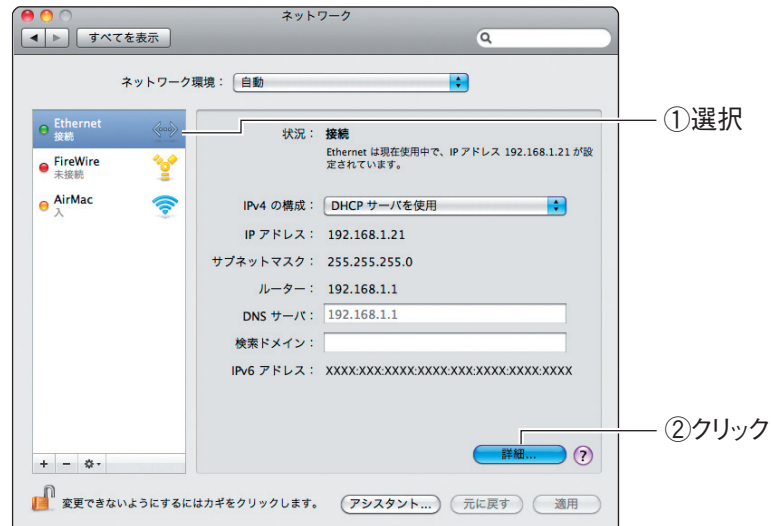 ネットワーク
すべてを表示
ネットワーク環境： 自動
Ethernet
接続
FireWire
未接続
AirMac
入
状況： 接続
Ethernet は現在使用中で、IP アドレス 192.168.1.21 が設
定されています。
IPv4 の構成： DHCP サーバを使用
IP アドレス： 192.168.1.21
サブネットマスク： 255.255.255.0
ルーター： 192.168.1.1
DNS サーバ： 192.168.1.1
検索ドメイン：
IPv6 アドレス： XXXX:XXX:XXXX:XXXX:XXX:XXXX:XXXX:XXXX
詳細... ?
+ −
変更できないようにするにはカギをクリックします。 アシスタント... 元に戻す 適用
①選択
②クリック